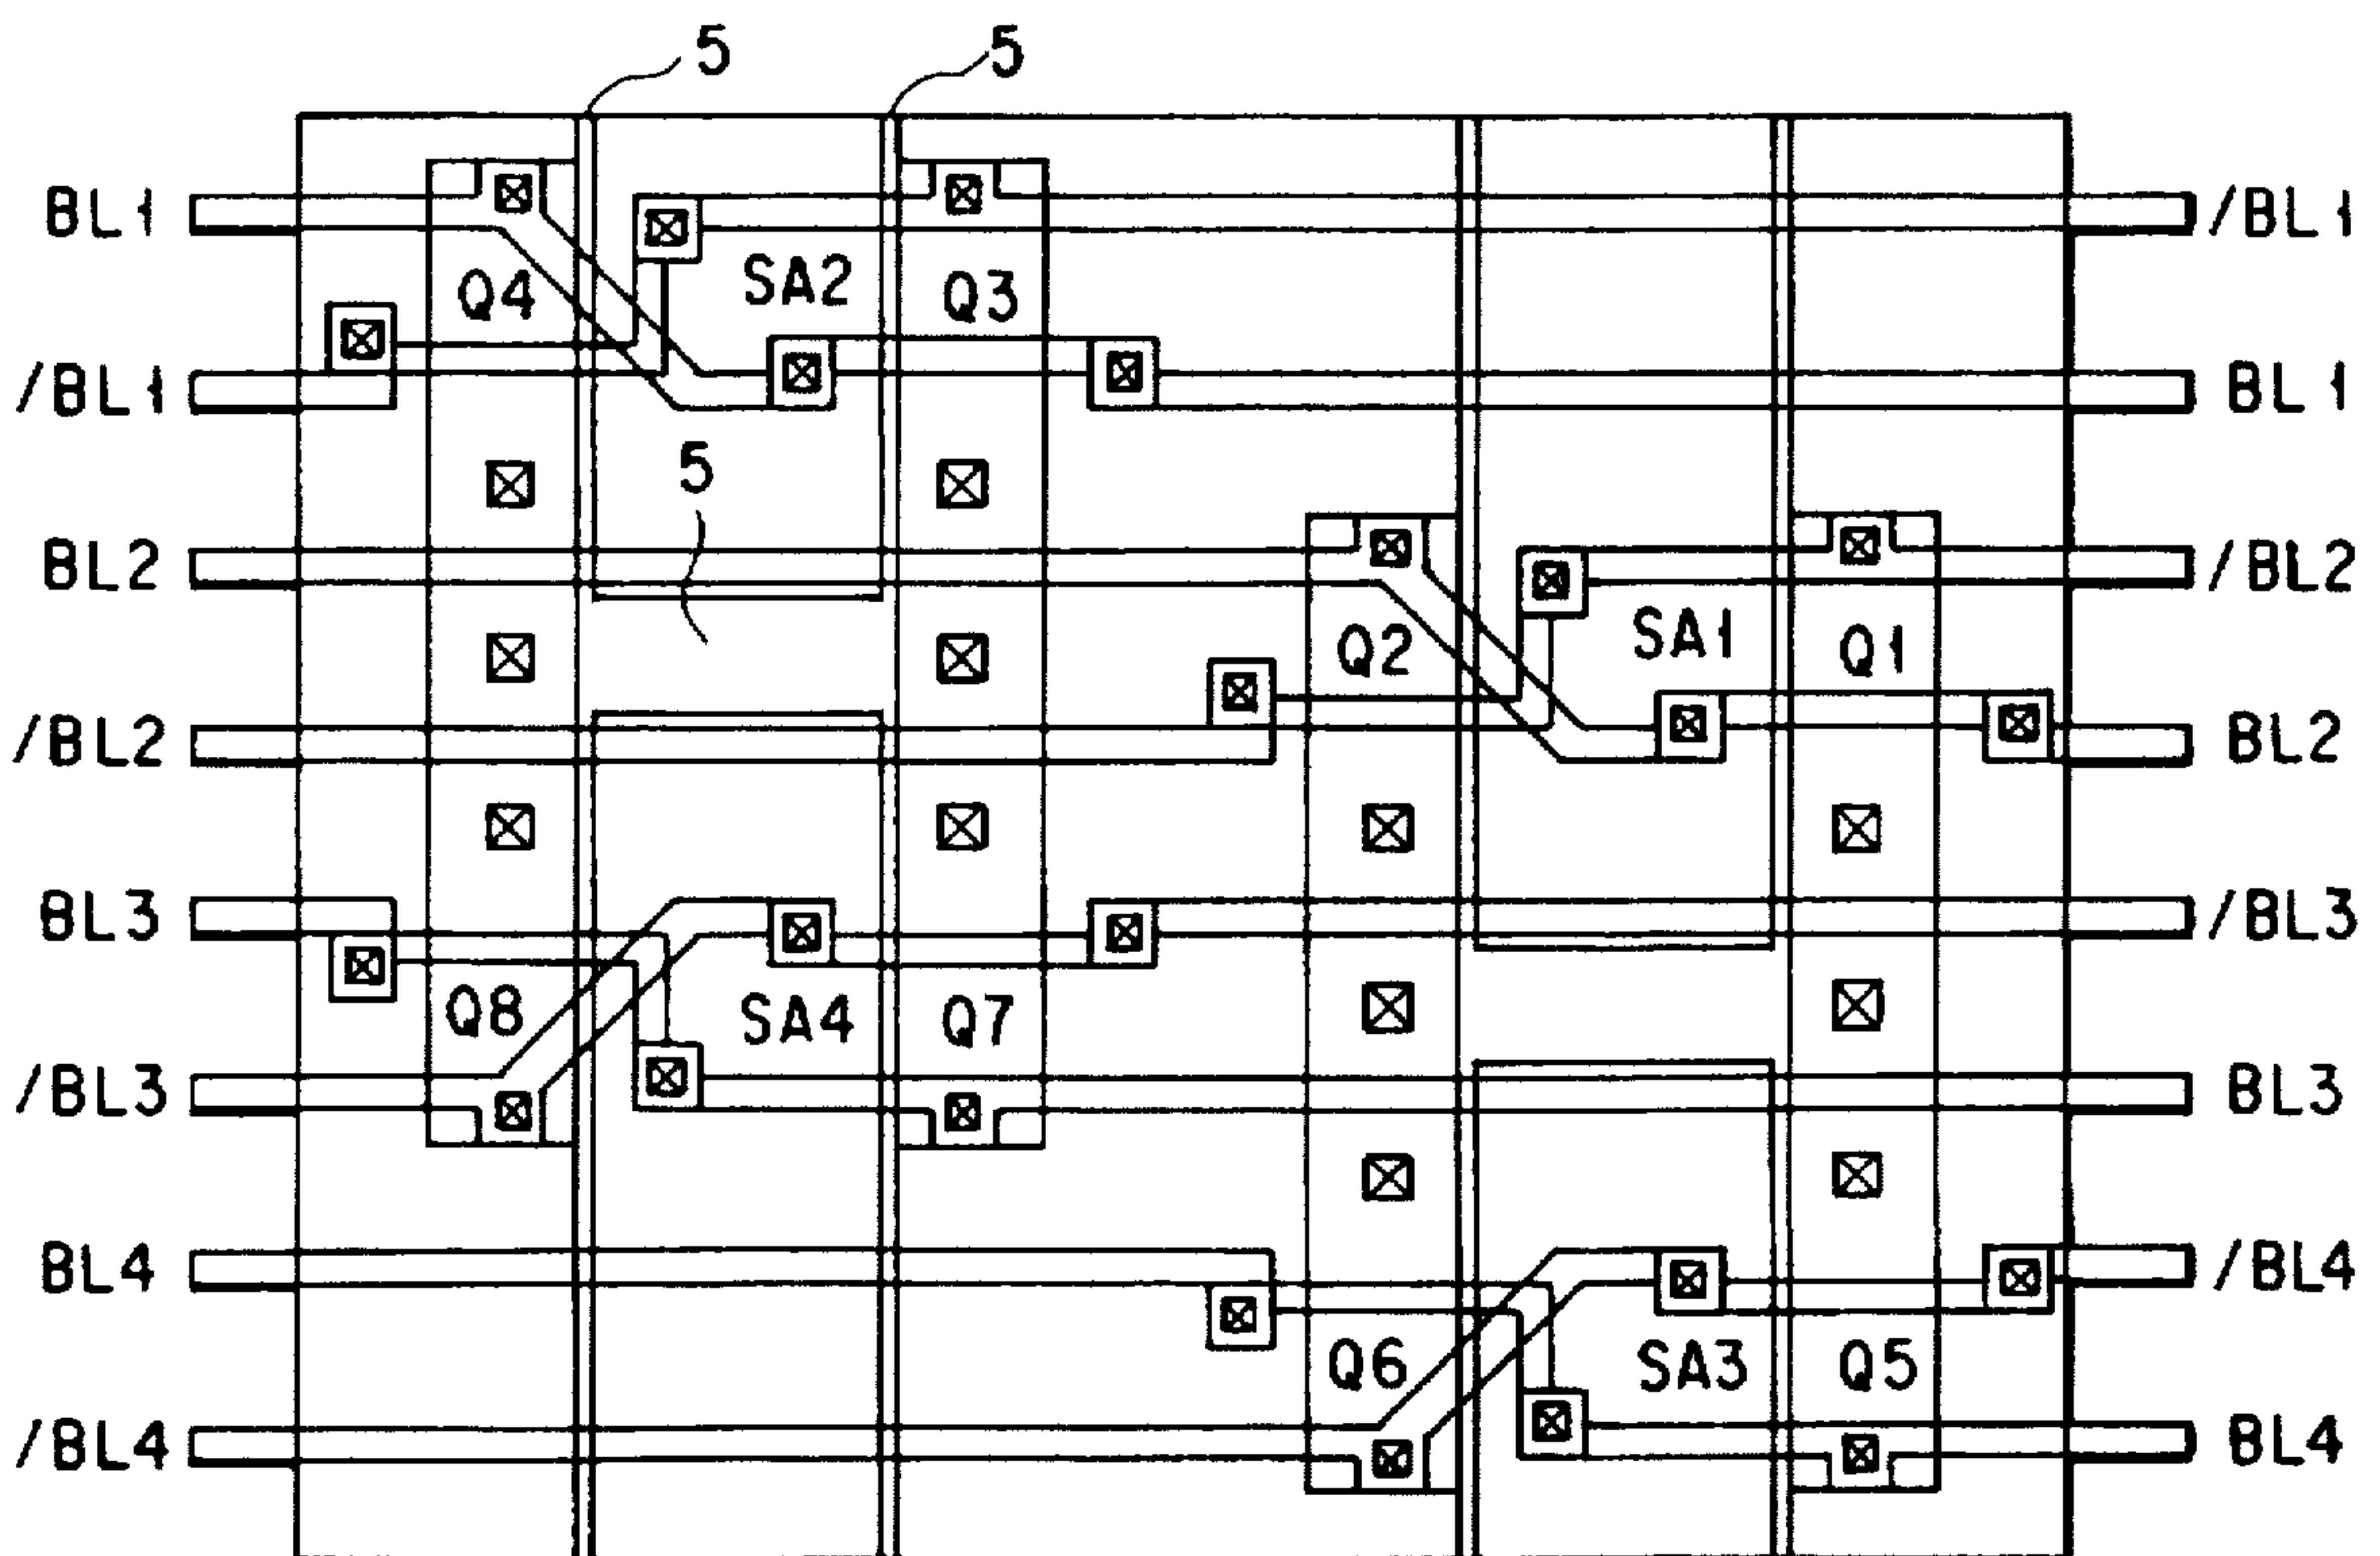 5 5
BL1 /BL1
Q4 SA2 Q3
/BL1 BL1
5
BL2 /BL2
Q2 SA1 Q1
/BL2 BL2
BL3 /BL3
Q8 SA4 Q7
/BL3 BL3
BL4 /BL4
Q6 SA3 Q5
/BL4 BL4